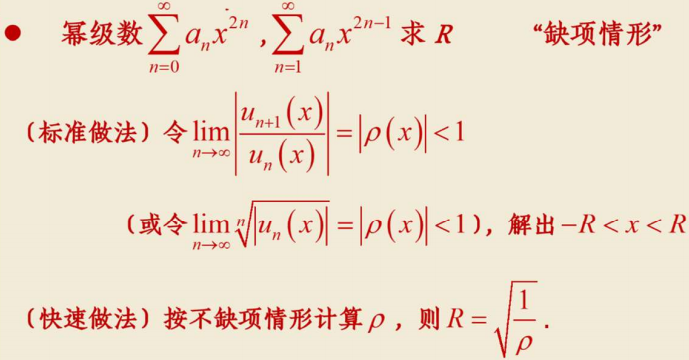 ● 幂级数 $\sum_{n=0}^{\infty} a_n x^{2n}$ , $\sum_{n=1}^{\infty} a_n x^{2n-1}$ 求 R “缺项情形”
（标准做法）令 $\lim_{n\to\infty} \left| \frac{u_{n+1}(x)}{u_n(x)} \right| = |\rho(x)| < 1$
（或令 $\lim_{n\to\infty} \sqrt[n]{|u_n(x)|} = |\rho(x)| < 1$），解出 $-R < x < R$
（快速做法）按不缺项情形计算 $\rho$ ，则 $R = \sqrt{\frac{1}{\rho}}$ .